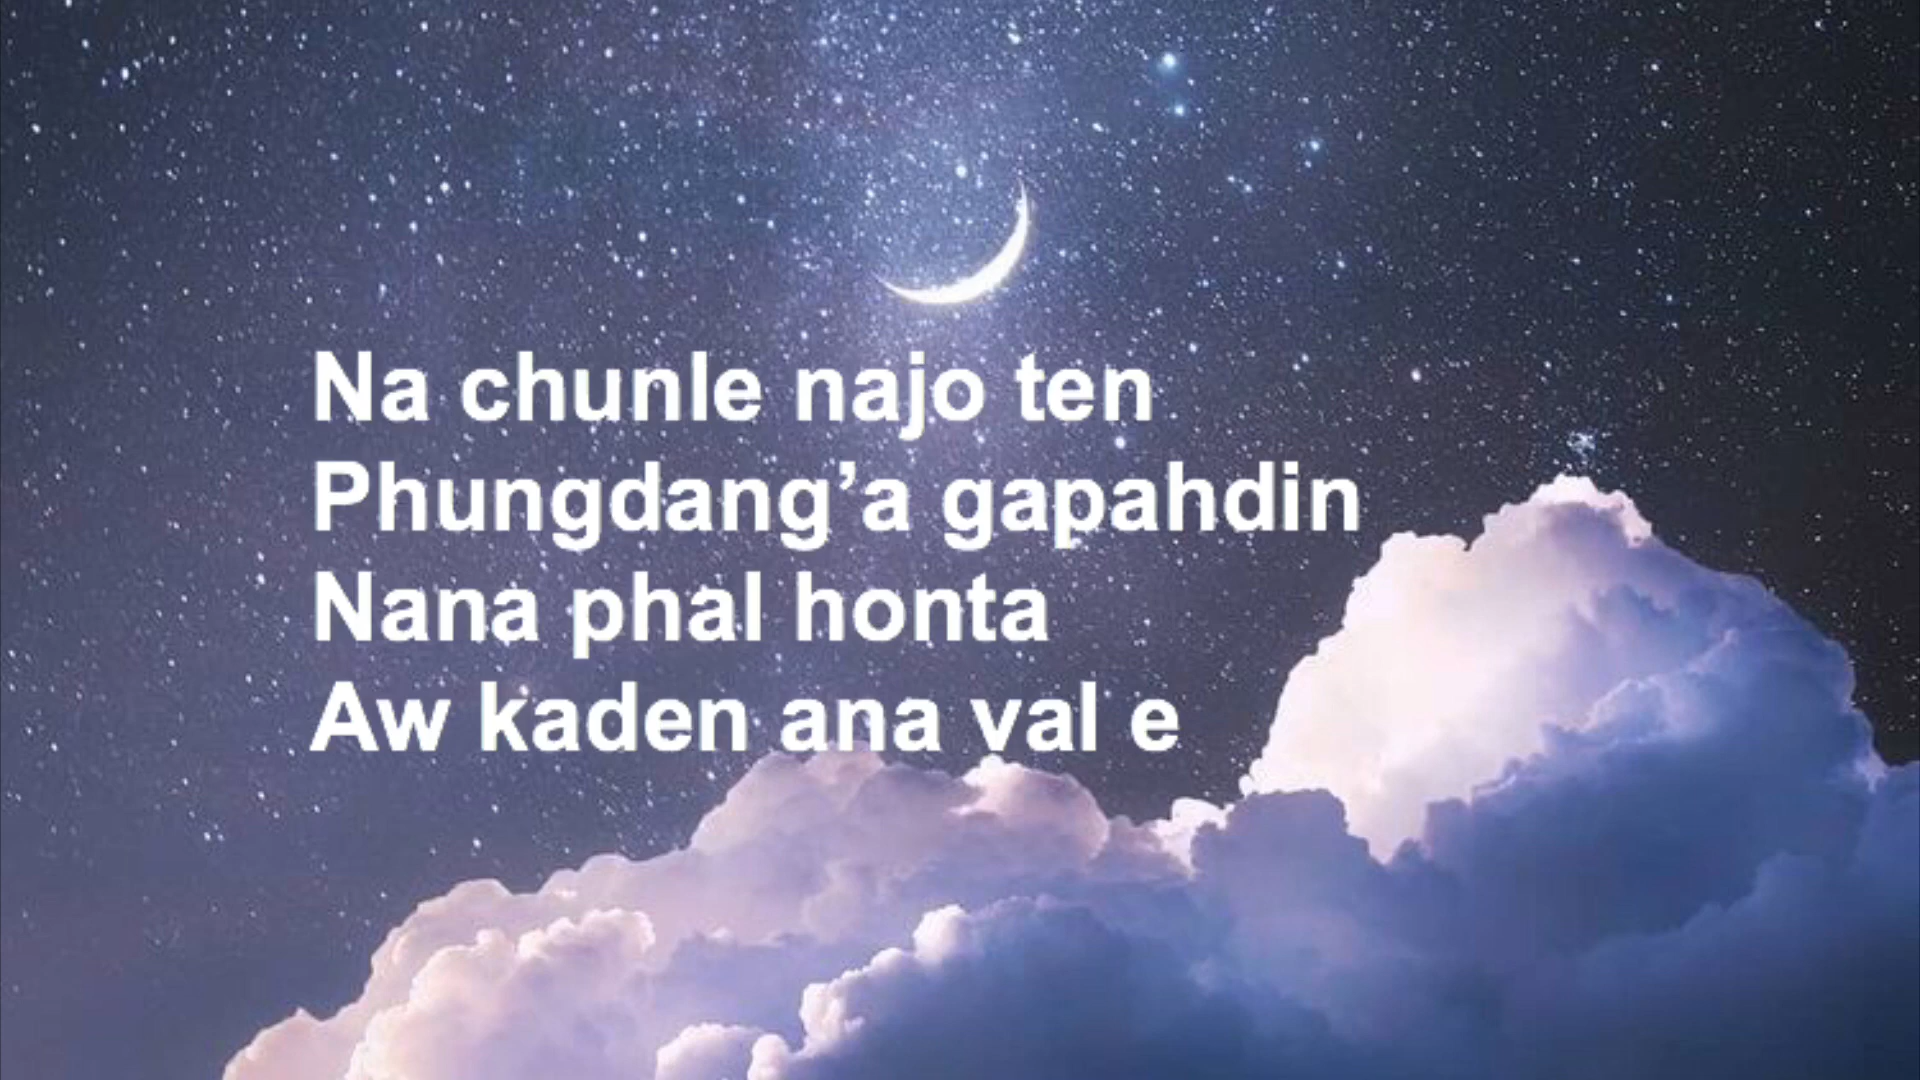 Na chunle najo ten
Phungdang’a gapahdin
Nana phal honta
Aw kaden ana val e